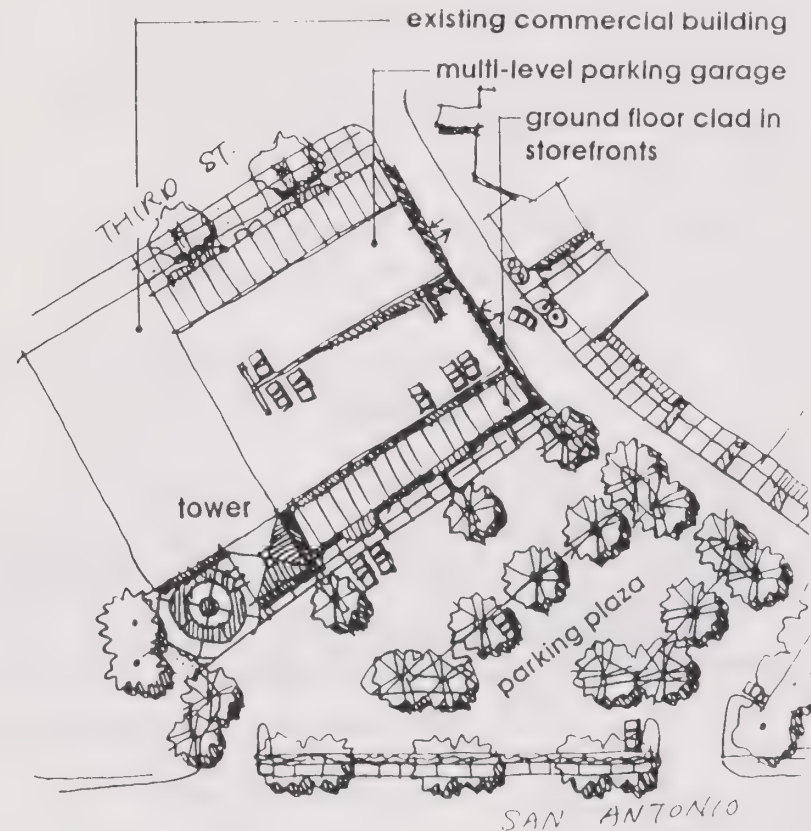 existing commercial building
multi-level parking garage
ground floor clad in
storefronts
THIRD ST.
tower
parking plaza
SAN ANTONIO